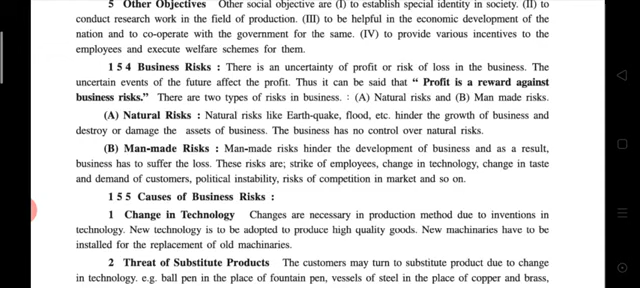 5 Other Objectives Other social objective are (I) to establish special identity in society. (II) to
conduct research work in the field of production. (III) to be helpful in the economic development of the
nation and to co-operate with the government for the same. (IV) to provide various incentives to the
employees and execute welfare schemes for them.
1 5 4 Business Risks : There is an uncertainty of profit or risk of loss in the business. The
uncertain events of the future affect the profit. Thus it can be said that “ Profit is a reward against
business risks.” There are two types of risks in business. : (A) Natural risks and (B) Man made risks.
(A) Natural Risks : Natural risks like Earth-quake, flood, etc. hinder the growth of business and
destroy or damage the assets of business. The business has no control over natural risks.
(B) Man-made Risks : Man-made risks hinder the development of business and as a result,
business has to suffer the loss. These risks are; strike of employees, change in technology, change in taste
and demand of customers, political instability, risks of competition in market and so on.
1 5 5 Causes of Business Risks :
1 Change in Technology Changes are necessary in production method due to inventions in
technology. New technology is to be adopted to produce high quality goods. New machinaries have to be
installed for the replacement of old machinaries.
2 Threat of Substitute Products The customers may turn to substitute product due to change
in technology. e.g. ball pen in the place of fountain pen, vessels of steel in the place of copper and brass,